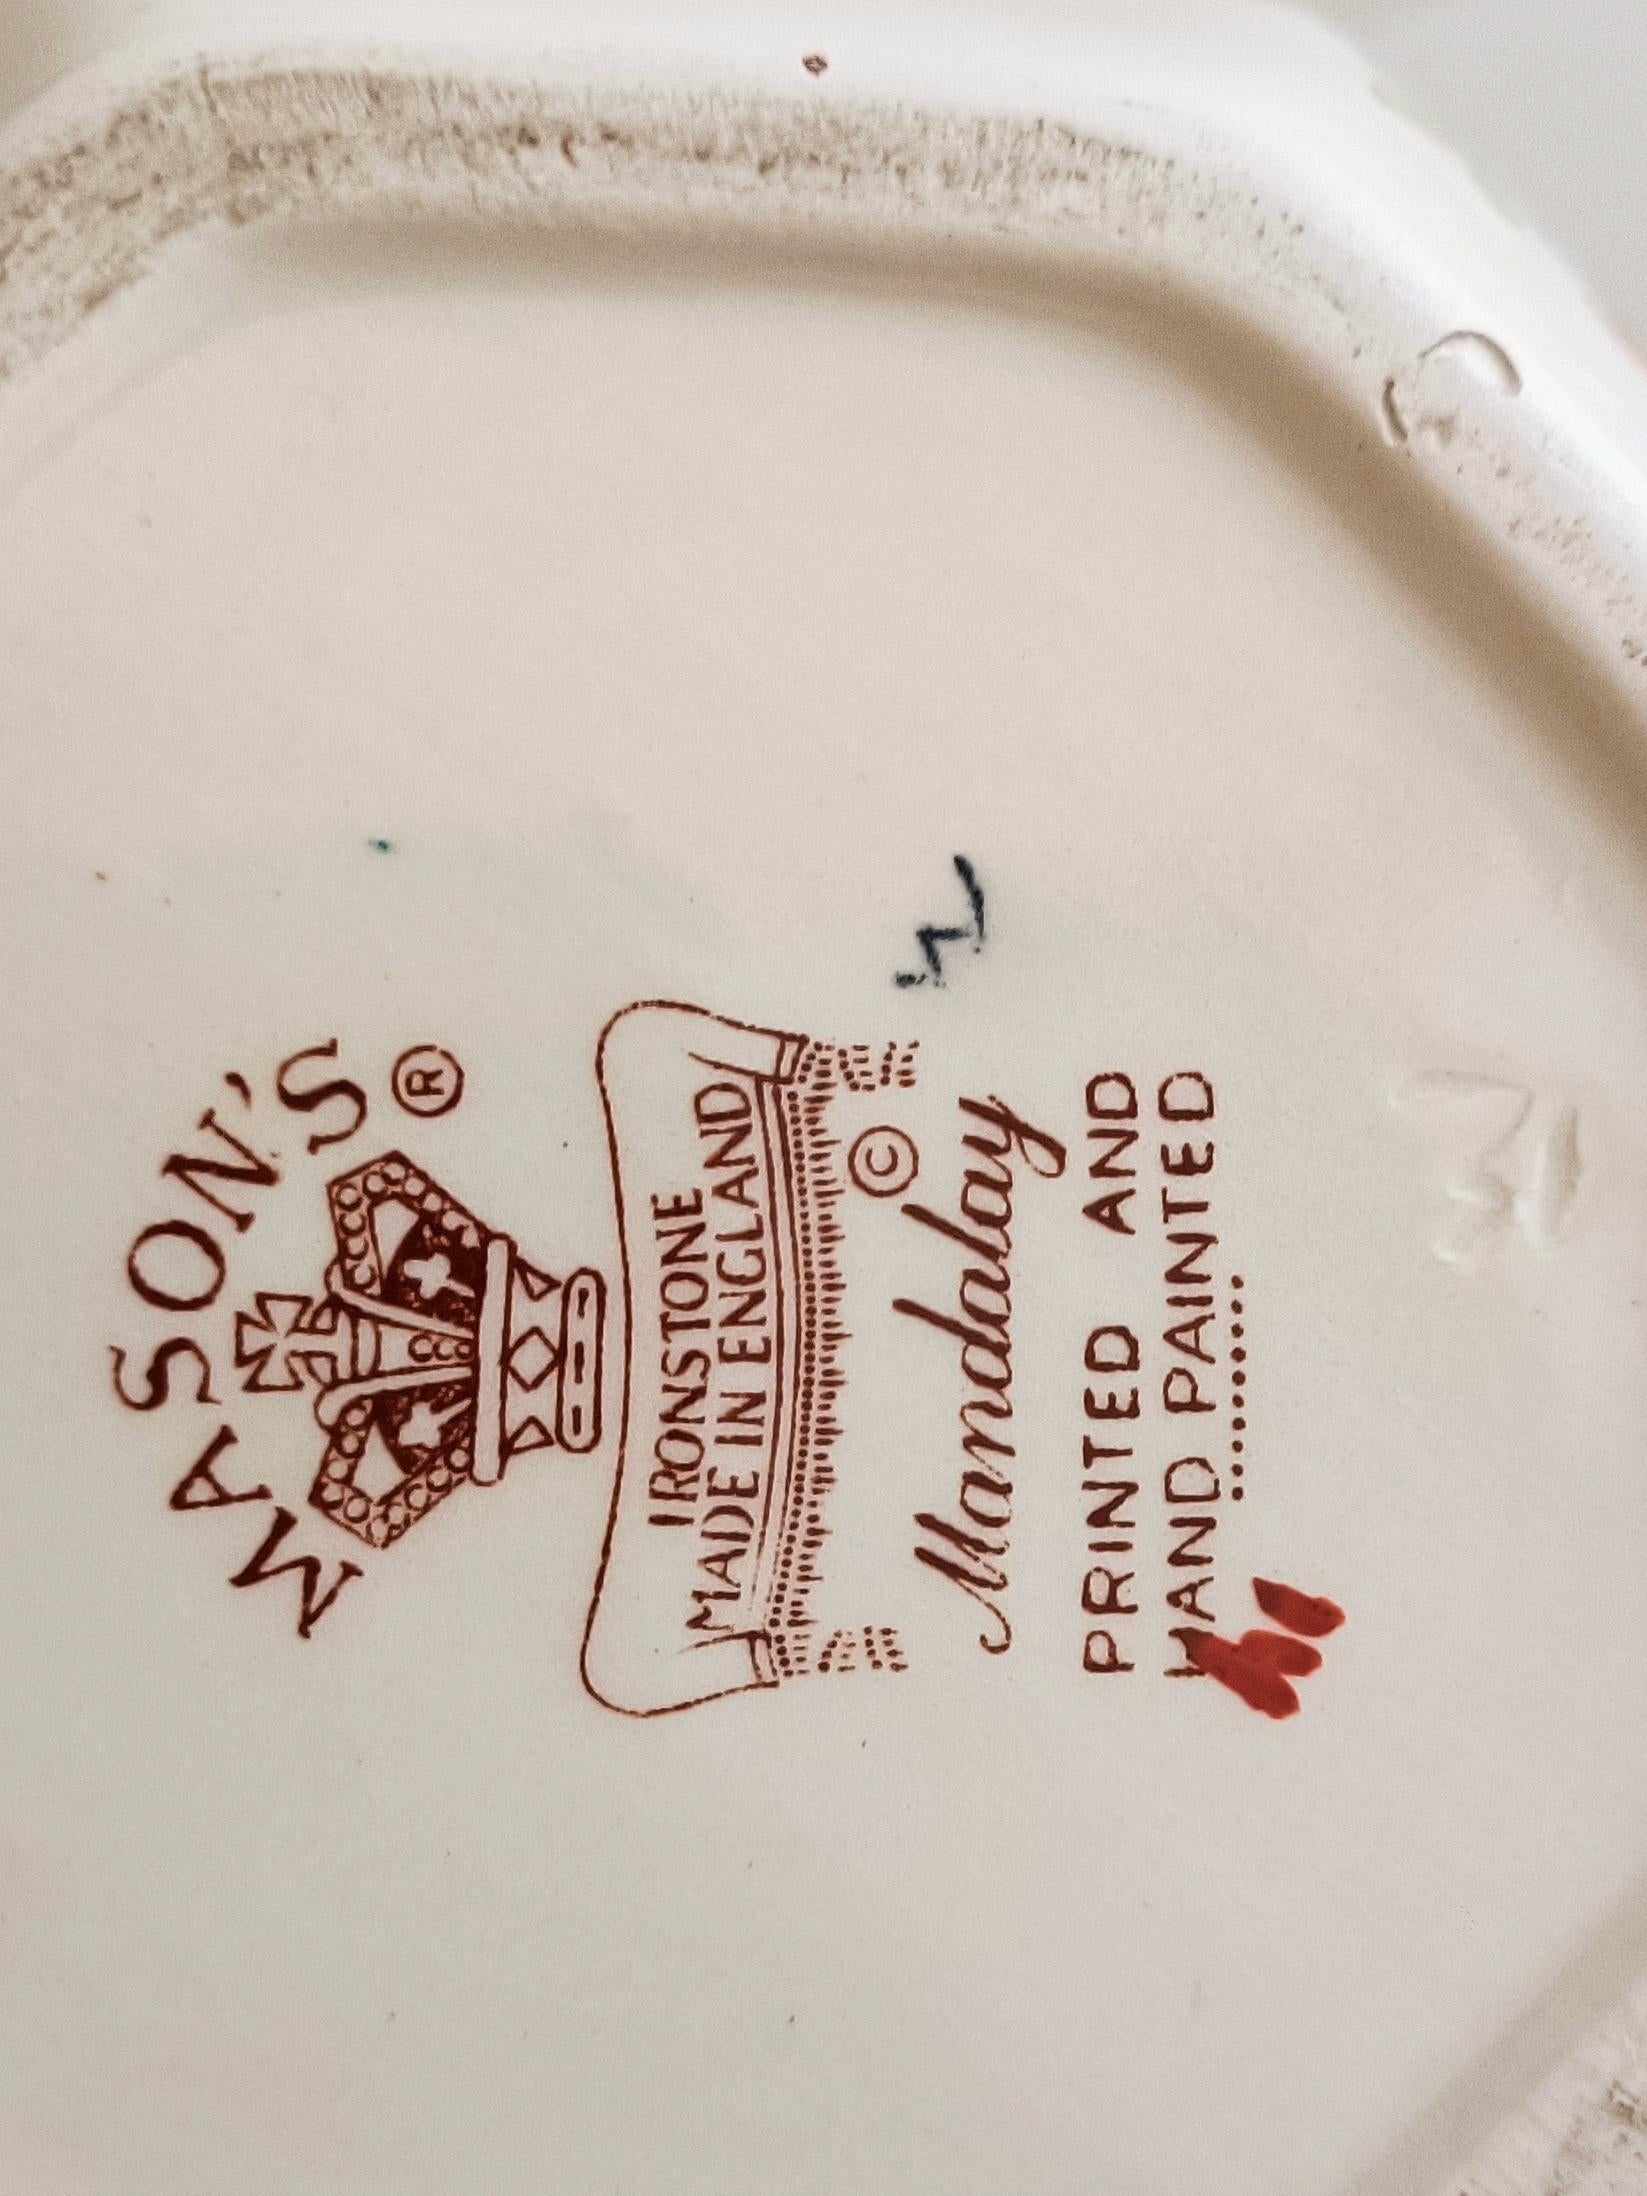 MASON'S
®
IRONSTONE
MADE IN ENGLAND
©
Mandalay
PRINTED AND
HAND PAINTED